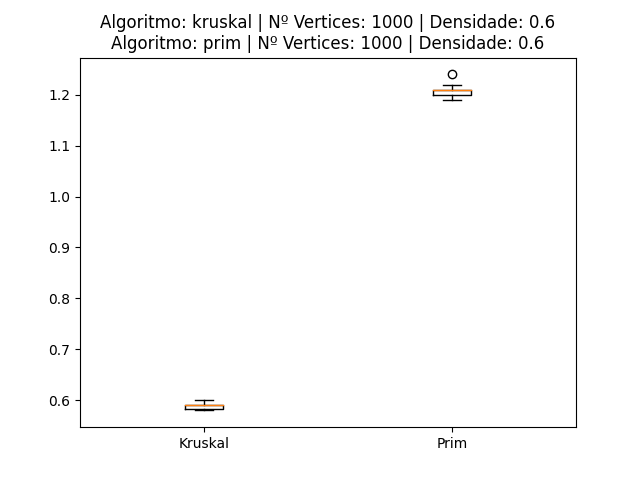 Algoritmo: kruskal | Nº Vertices: 1000 | Densidade: 0.6
Algoritmo: prim | Nº Vertices: 1000 | Densidade: 0.6
1.2
1.1
1.0
0.9
0.8
0.7
0.6
Kruskal Prim